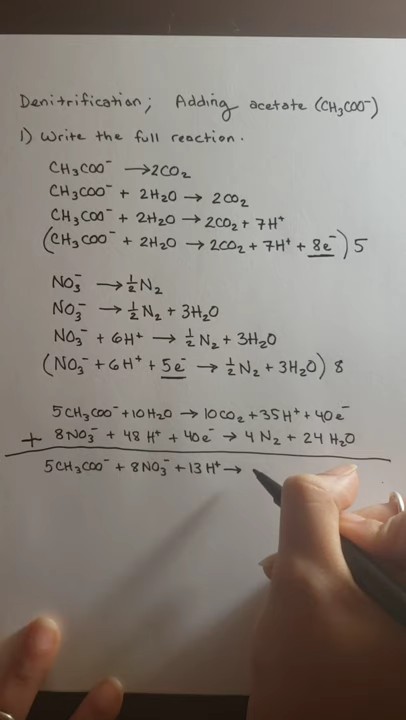 Denitrification; Adding acetate (CH₃COO⁻)
1) Write the full reaction.
CH₃COO⁻ → 2CO₂
CH₃COO⁻ + 2H₂O → 2CO₂
CH₃COO⁻ + 2H₂O → 2CO₂ + 7H⁺
(CH₃COO⁻ + 2H₂O → 2CO₂ + 7H⁺ + 8e⁻) 5
NO₃⁻ → ½N₂
NO₃⁻ → ½N₂ + 3H₂O
NO₃⁻ + 6H⁺ → ½N₂ + 3H₂O
(NO₃⁻ + 6H⁺ + 5e⁻ → ½N₂ + 3H₂O) 8
5CH₃COO⁻ + 10H₂O → 10CO₂ + 35H⁺ + 40e⁻
+ 8NO₃⁻ + 48H⁺ + 40e⁻ → 4N₂ + 24H₂O
5CH₃COO⁻ + 8NO₃⁻ + 13H⁺ →